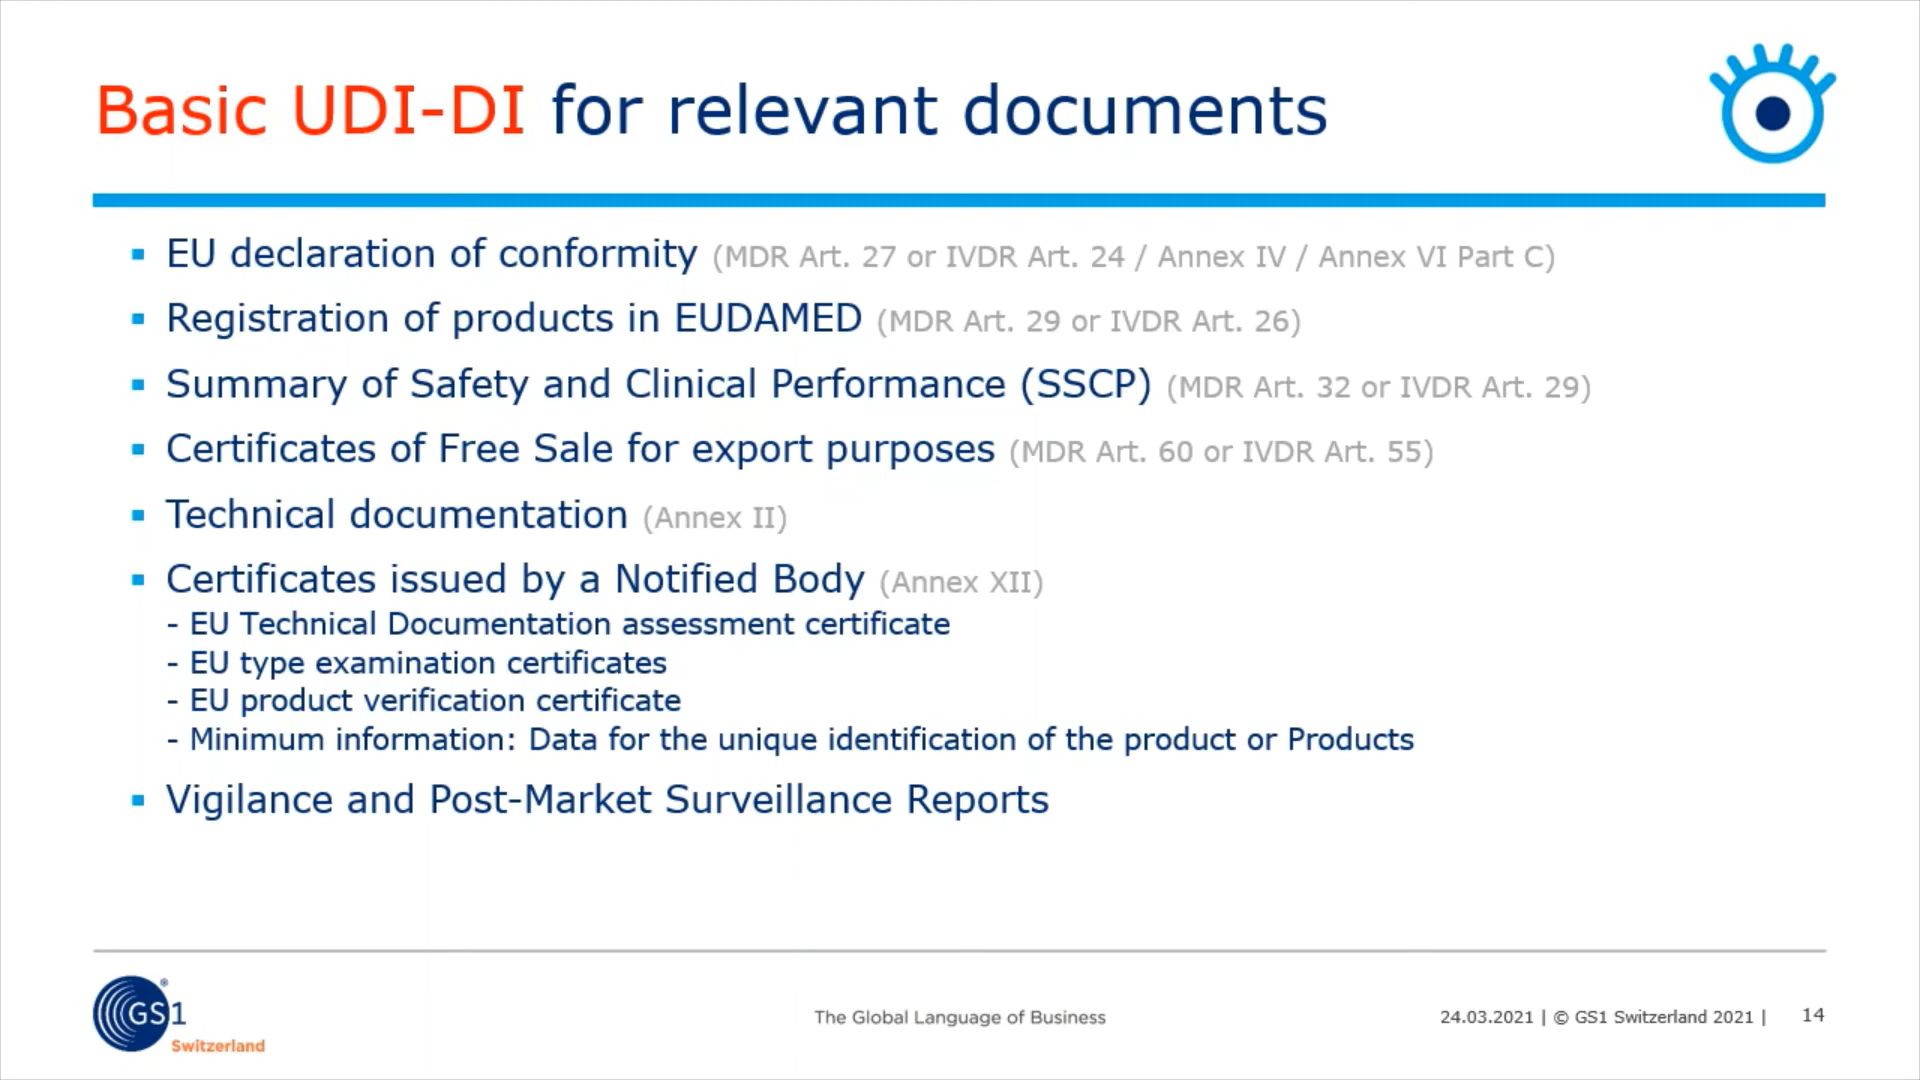 Basic UDI-DI for relevant documents
▪ EU declaration of conformity (MDR Art. 27 or IVDR Art. 24 / Annex IV / Annex VI Part C)
▪ Registration of products in EUDAMED (MDR Art. 29 or IVDR Art. 26)
▪ Summary of Safety and Clinical Performance (SSCP) (MDR Art. 32 or IVDR Art. 29)
▪ Certificates of Free Sale for export purposes (MDR Art. 60 or IVDR Art. 55)
▪ Technical documentation (Annex II)
▪ Certificates issued by a Notified Body (Annex XII)
- EU Technical Documentation assessment certificate
- EU type examination certificates
- EU product verification certificate
- Minimum information: Data for the unique identification of the product or Products
▪ Vigilance and Post-Market Surveillance Reports
GS1®
Switzerland
The Global Language of Business
24.03.2021 | © GS1 Switzerland 2021 | 14